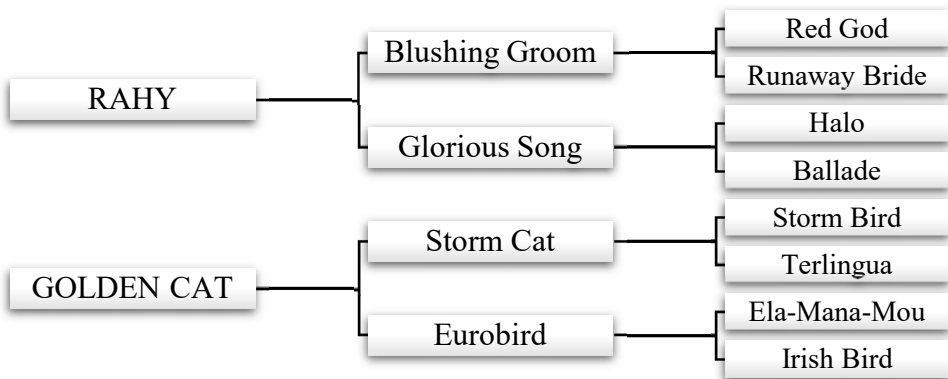 RAHY
Blushing Groom
Red God
Runaway Bride
Glorious Song
Halo
Ballade
GOLDEN CAT
Storm Cat
Storm Bird
Terlingua
Eurobird
Ela-Mana-Mou
Irish Bird